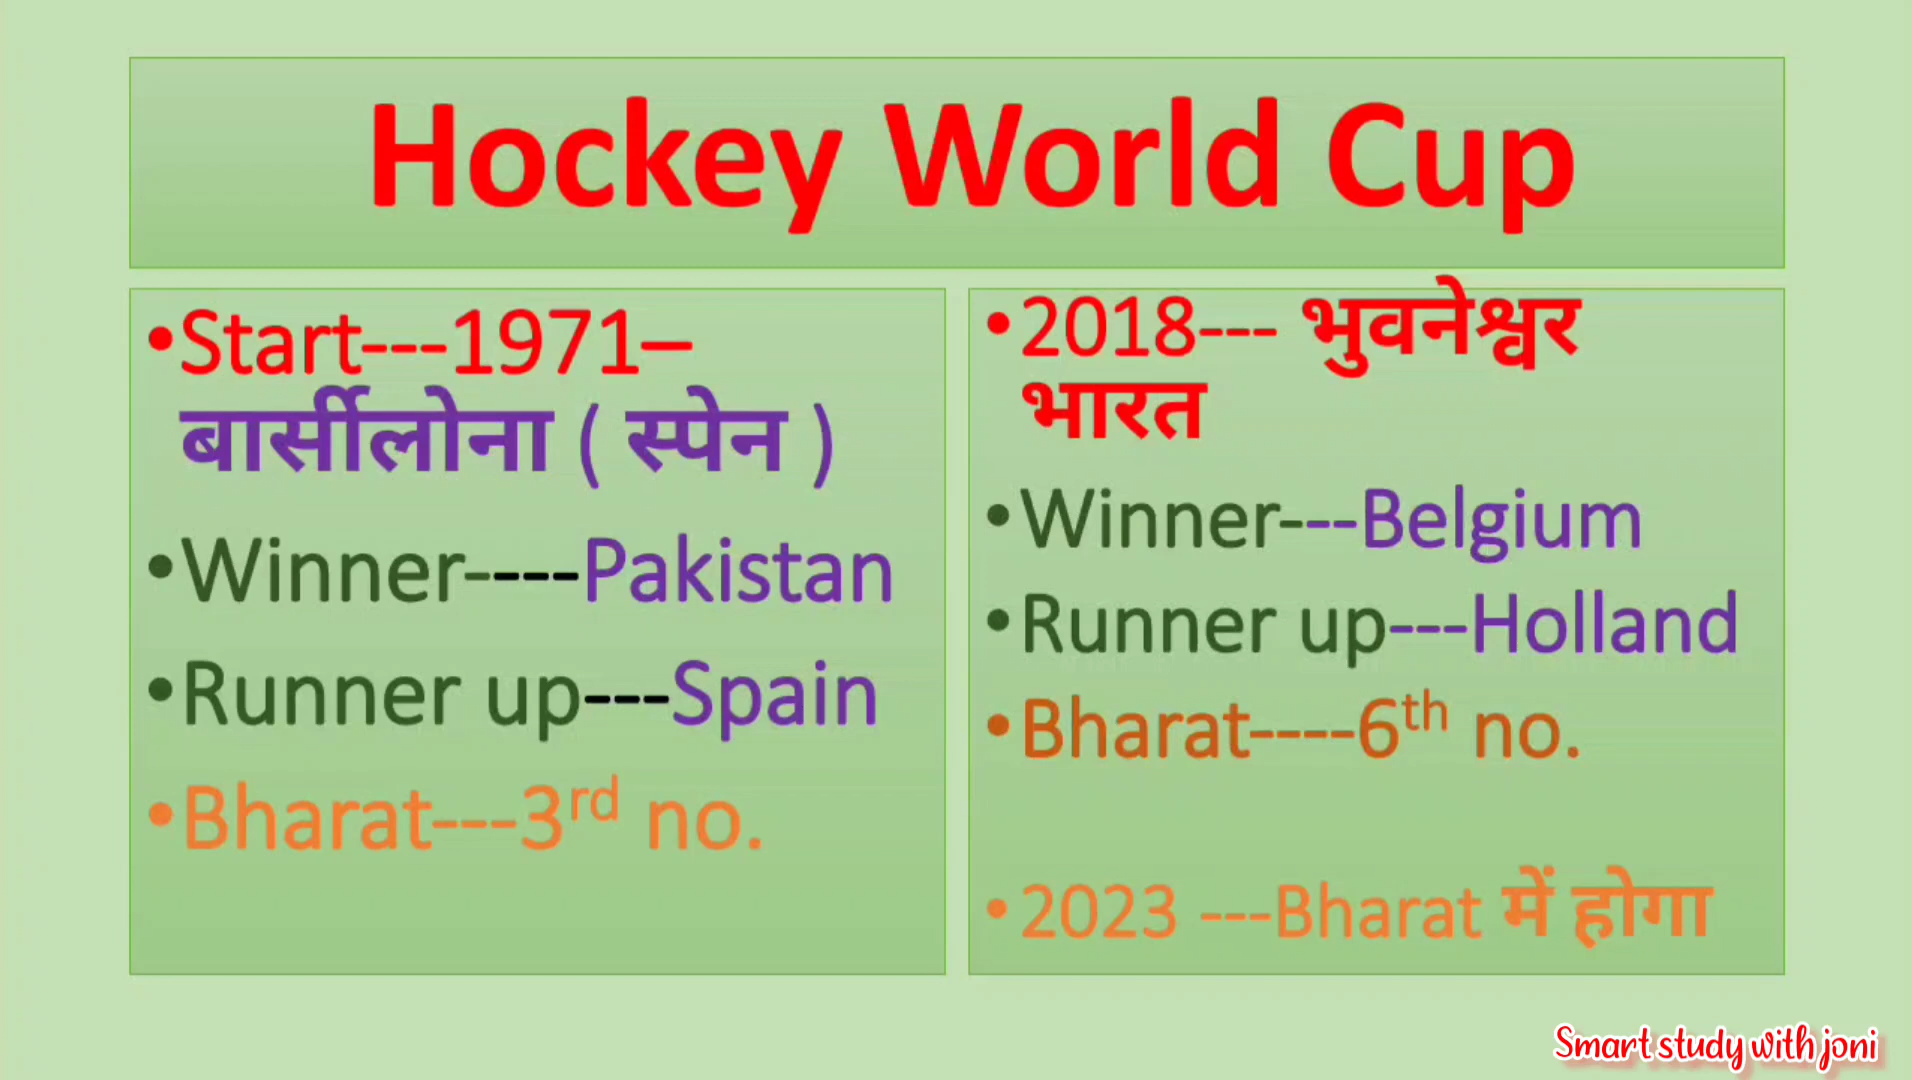 Hockey World Cup
•Start---1971–
बार्सीलोना ( स्पेन )
•Winner-----Pakistan
•Runner up---Spain
•Bharat---3rd no.
•2018--- भुवनेश्वर
भारत
•Winner---Belgium
•Runner up---Holland
•Bharat----6th no.
•2023 ---Bharat में होगा
Smart study with joni